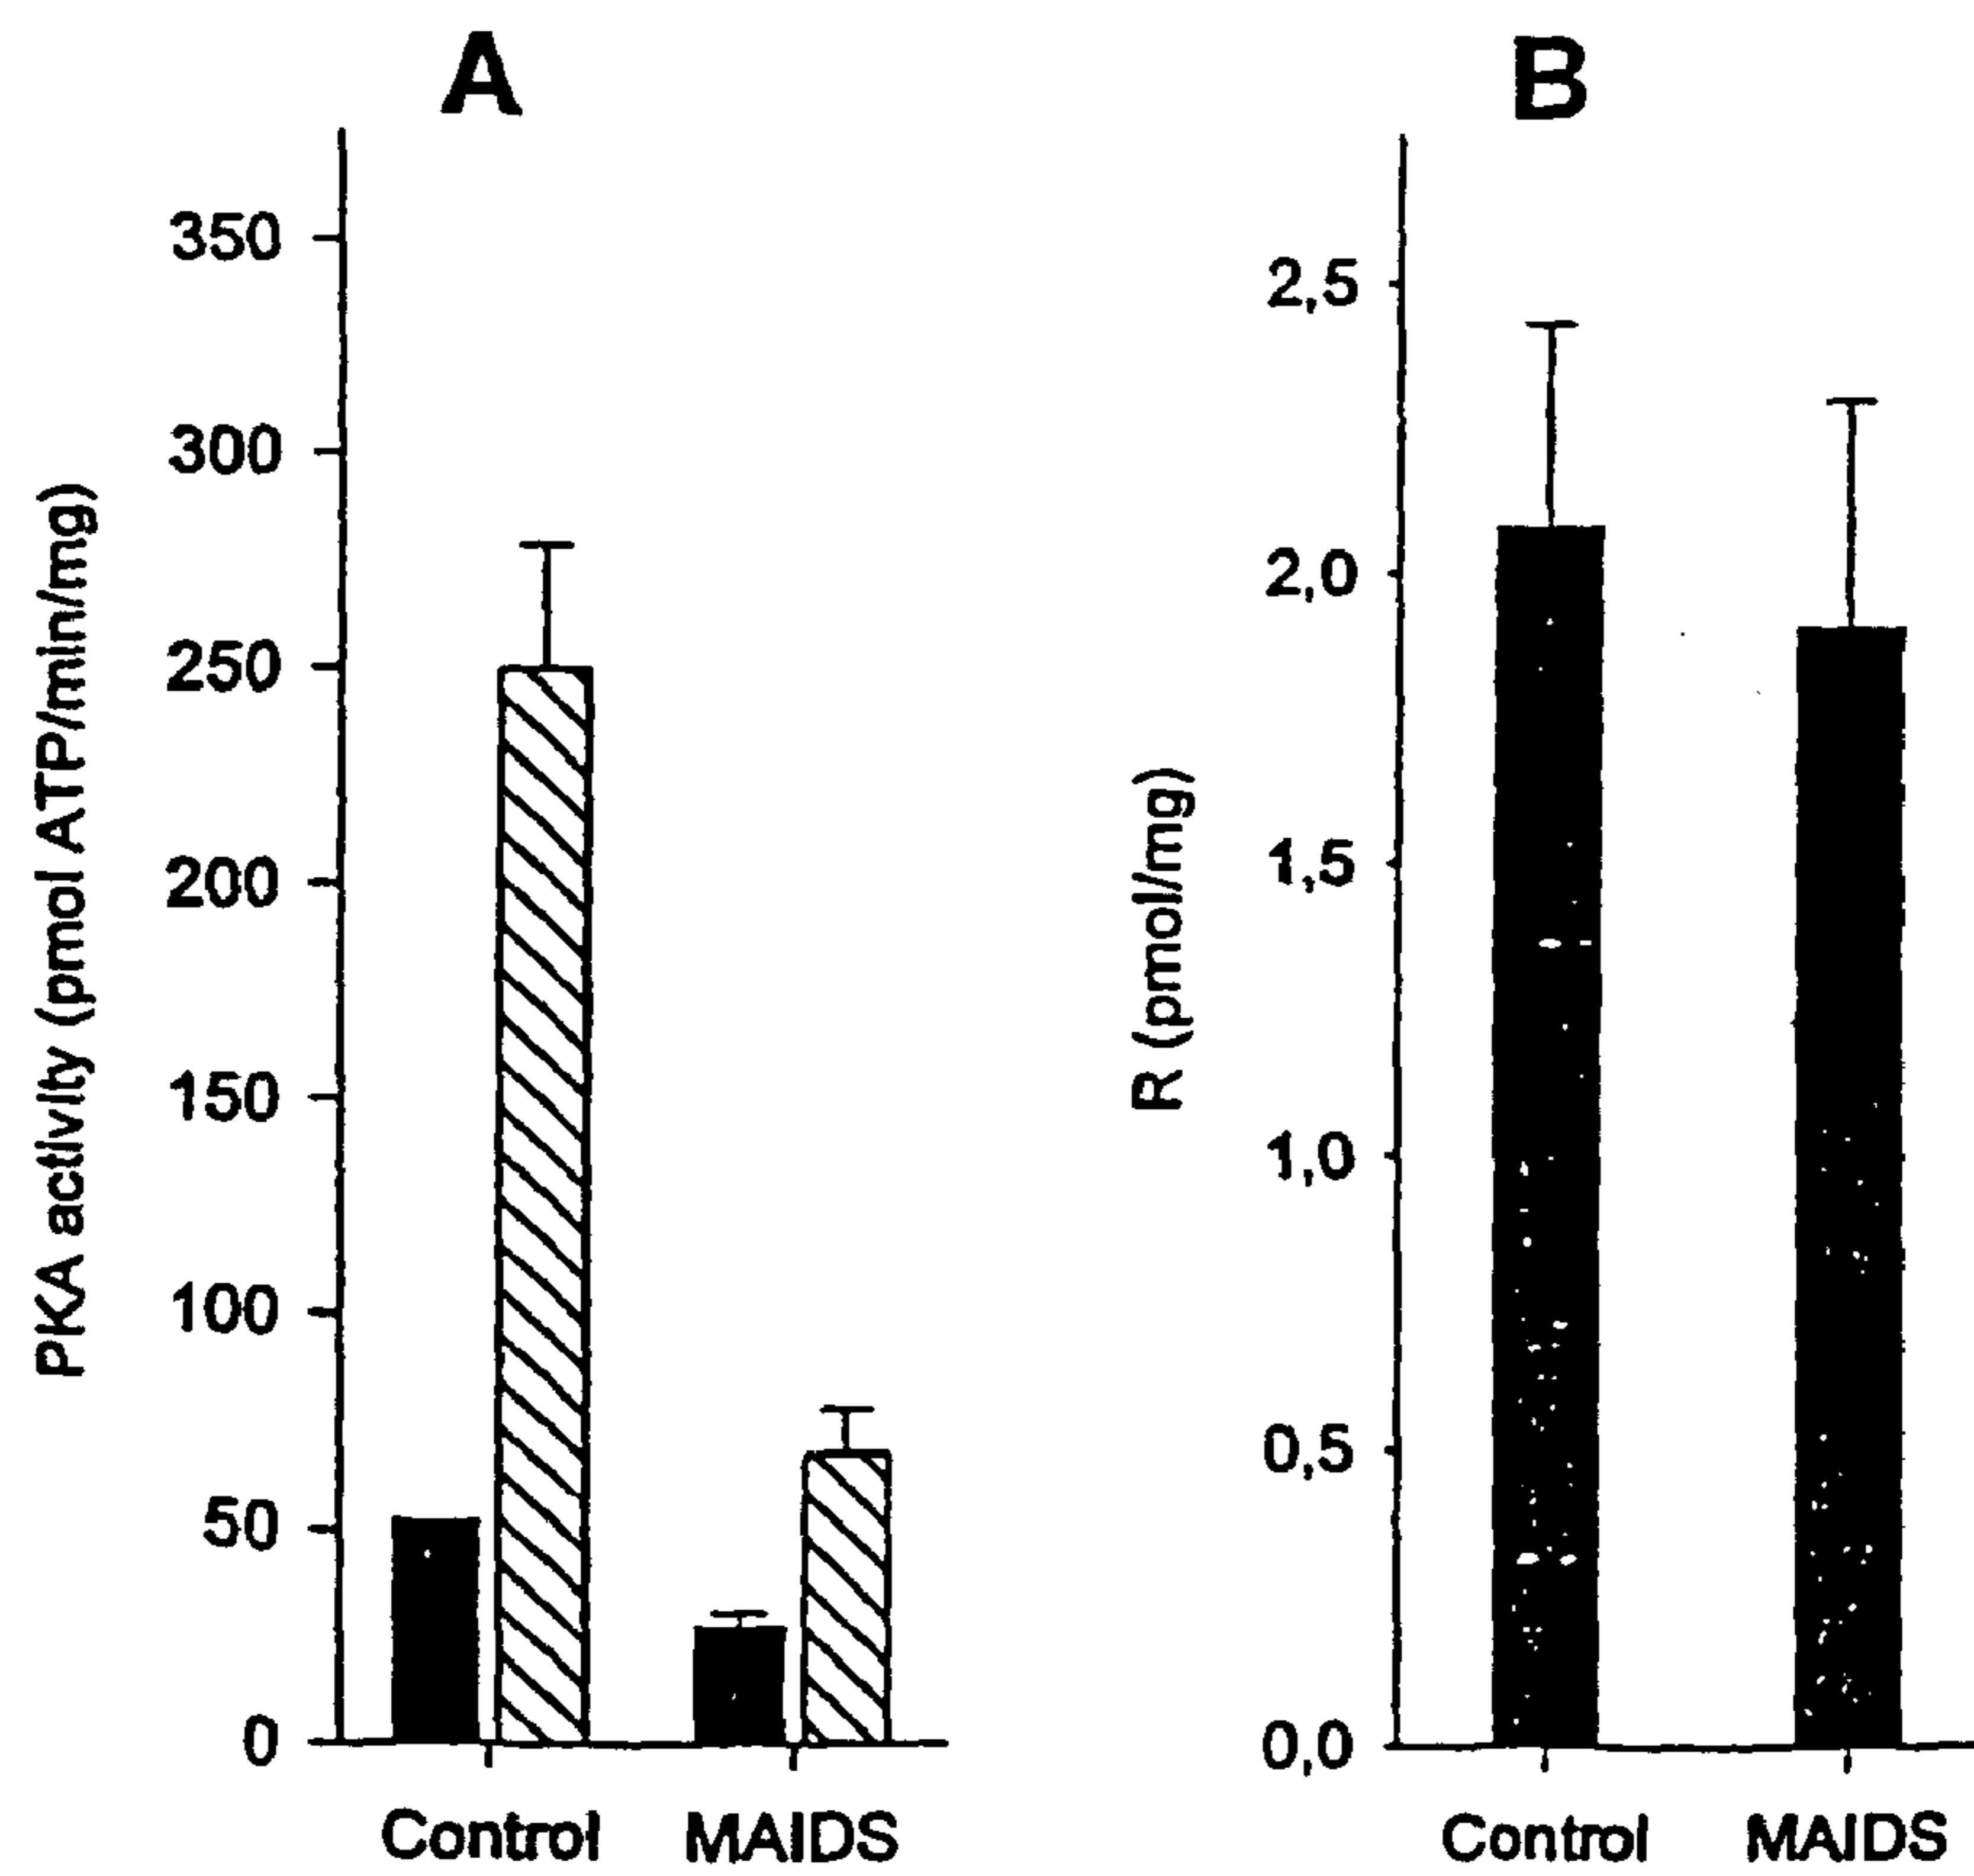 A
PKA activity (pmol ATP/min/mg)
350
300
250
200
150
100
50
0
Control MAIDS
B
R (pmol/mg)
2,5
2,0
1,5
1,0
0,5
0,0
Control MAIDS